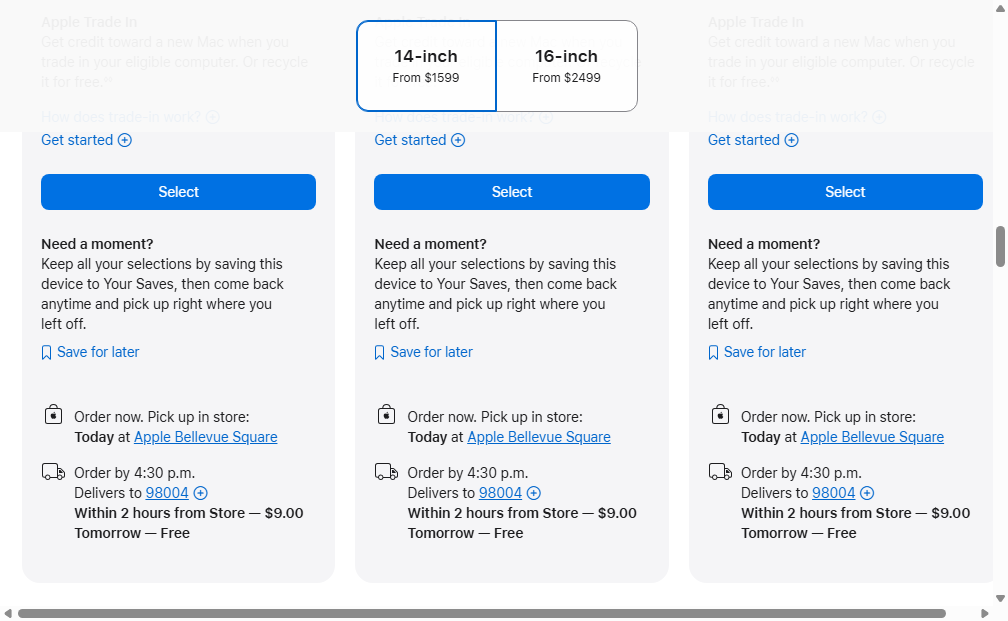 14-inch
From $1599
16-inch
From $2499
Apple Trade In
Get credit toward a new Mac when you
trade in your eligible computer. Or recycle
it for free.**
How does trade-in work?
Get started
Select
Need a moment?
Keep all your selections by saving this
device to Your Saves, then come back
anytime and pick up right where you
left off.
Save for later
Order now. Pick up in store:
Today at Apple Bellevue Square
Order by 4:30 p.m.
Delivers to 98004
Within 2 hours from Store — $9.00
Tomorrow — Free
How does trade-in work?
Get started
Select
Need a moment?
Keep all your selections by saving this
device to Your Saves, then come back
anytime and pick up right where you
left off.
Save for later
Order now. Pick up in store:
Today at Apple Bellevue Square
Order by 4:30 p.m.
Delivers to 98004
Within 2 hours from Store — $9.00
Tomorrow — Free
Apple Trade In
Get credit toward a new Mac when you
trade in your eligible computer. Or recycle
it for free.**
How does trade-in work?
Get started
Select
Need a moment?
Keep all your selections by saving this
device to Your Saves, then come back
anytime and pick up right where you
left off.
Save for later
Order now. Pick up in store:
Today at Apple Bellevue Square
Order by 4:30 p.m.
Delivers to 98004
Within 2 hours from Store — $9.00
Tomorrow — Free